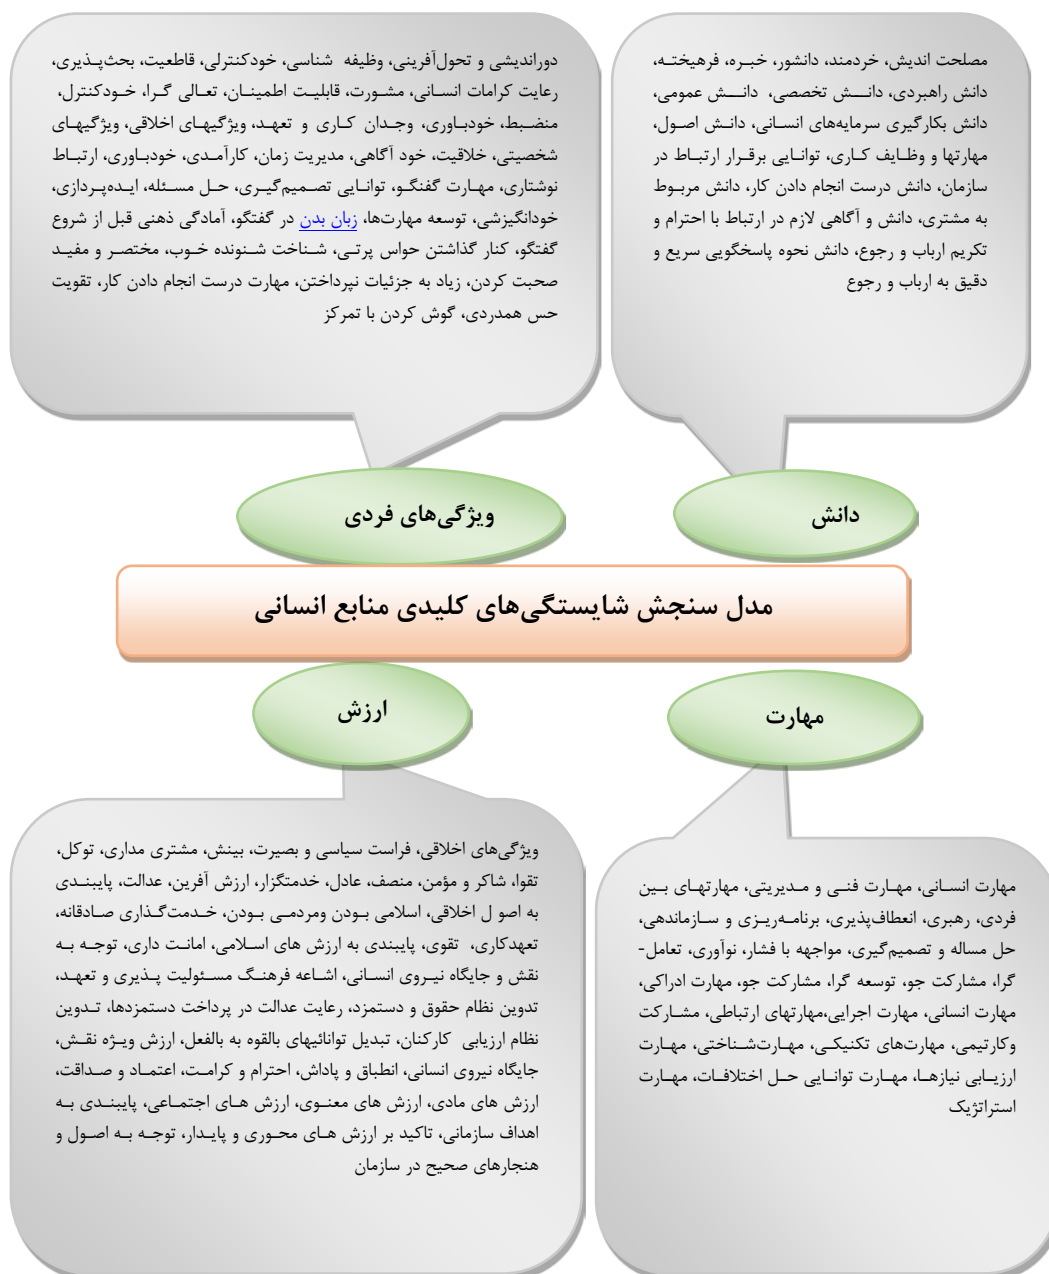 مصلحت اندیش، خردمند، دانشور، خبره، فرهیخته،
دانش راهبردی، دانش تخصصی، دانش عمومی،
دانش بکارگیری سرمایه‌های انسانی، دانش اصول،
مهارتها و وظایف کاری، توانایی برقرار ارتباط در
سازمان، دانش درست انجام دادن کار، دانش مربوط
به مشتری، دانش و آگاهی لازم در ارتباط با احترام و
تکریم ارباب و رجوع، دانش نحوه پاسخگویی سریع و
دقیق به ارباب و رجوع
دوراندیشی و تحول‌آفرینی، وظیفه شناسی، خودکنترلی، قاطعیت، بحث‌پذیری،
رعایت کرامات انسانی، مشورت، قابلیت اطمینان، تعالی گرا، خودکنترل،
منضبط، خودباوری، وجدان کاری و تعهد، ویژگیهای اخلاقی، ویژگیهای
شخصیتی، خلاقیت، خود آگاهی، مدیریت زمان، کارآمدی، خودباوری، ارتباط
نوشتاری، مهارت گفتگو، توانایی تصمیم‌گیری، حل مسئله، ایده‌پردازی،
خودانگیزشی، توسعه مهارت‌ها، زبان بدن در گفتگو، آمادگی ذهنی قبل از شروع
گفتگو، کنار گذاشتن حواس پرتی، شناخت شنونده خوب، مختصر و مفید
صحبت کردن، زیاد به جزئیات نپرداختن، مهارت درست انجام دادن کار، تقویت
حس همدردی، گوش کردن با تمرکز
دانش
ویژگی‌های فردی
مدل سنجش شایستگی‌های کلیدی منابع انسانی
مهارت
ارزش
مهارت انسانی، مهارت فنی و مدیریتی، مهارتهای بین
فردی، رهبری، انعطاف‌پذیری، برنامه‌ریزی و سازماندهی،
حل مساله و تصمیم‌گیری، مواجهه با فشار، نوآوری، تعامل-
گرا، مشارکت جو، توسعه گرا، مشارکت جو، مهارت ادراکی،
مهارت انسانی، مهارت اجرایی،مهارتهای ارتباطی، مشارکت
وکارتیمی، مهارت‌های تکنیکی، مهارت‌شناختی، مهارت
ارزیابی نیازها، مهارت توانایی حل اختلافات، مهارت
استراتژیک
ویژگی‌های اخلاقی، فراست سیاسی و بصیرت، بینش، مشتری مداری، توکل،
تقوا، شاکر و مؤمن، منصف، عادل، خدمتگزار، ارزش آفرین، عدالت، پایبندی
به اصو ل اخلاقی، اسلامی بودن ومردمی بودن، خدمت‌گذاری صادقانه،
تعهدکاری، تقوی، پایبندی به ارزش های اسلامی، امانت داری، توجه به
نقش و جایگاه نیروی انسانی، اشاعه فرهنگ مسئولیت پذیری و تعهد،
تدوین نظام حقوق و دستمزد، رعایت عدالت در پرداخت دستمزدها، تدوین
نظام ارزیابی کارکنان، تبدیل توانائیهای بالقوه به بالفعل، ارزش ویژه نقش،
جایگاه نیروی انسانی، انطباق و پاداش، احترام و کرامت، اعتماد و صداقت،
ارزش های مادی، ارزش های معنوی، ارزش های اجتماعی، پایبندی به
اهداف سازمانی، تاکید بر ارزش های محوری و پایدار، توجه به اصول و
هنجارهای صحیح در سازمان